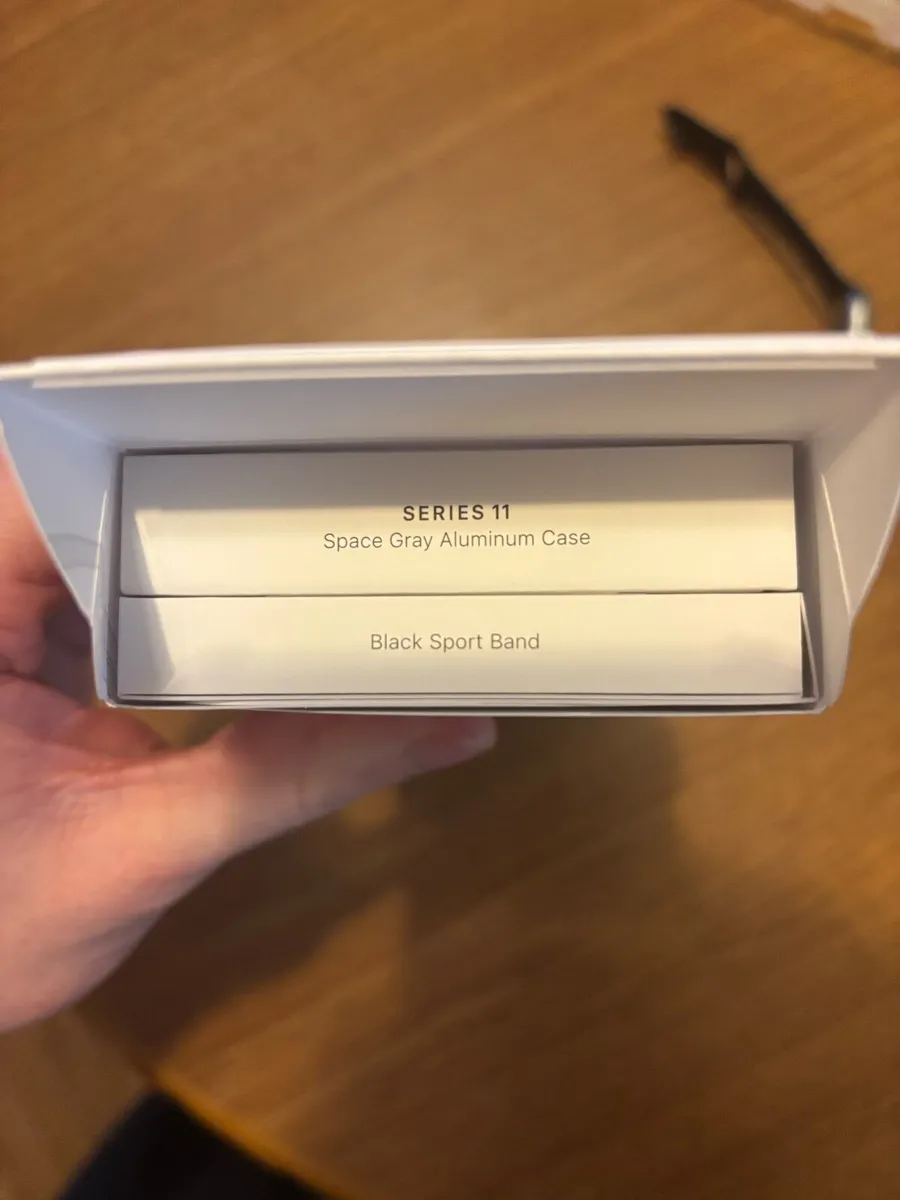 SERIES 11
Space Gray Aluminum Case
Black Sport Band